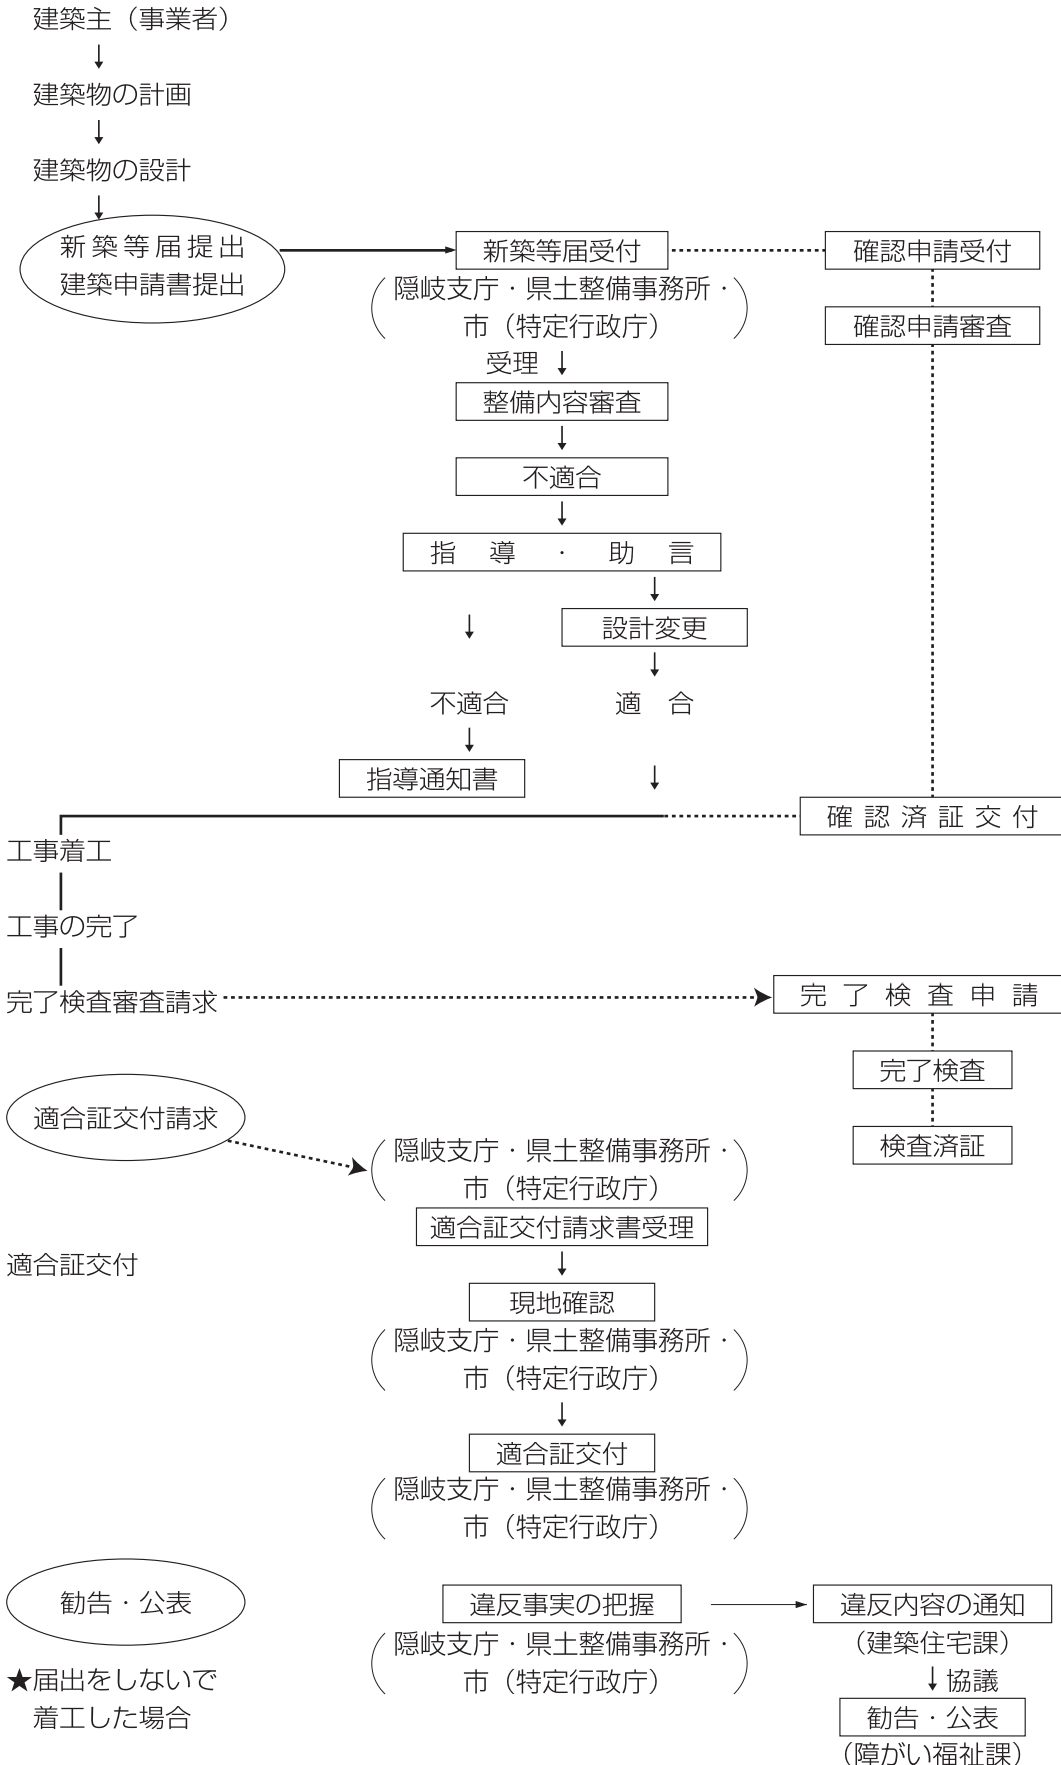 建築主（事業者）
↓
建築物の計画
↓
建築物の設計
↓
新築等届提出
建築申請書提出
新築等届受付
確認申請受付
（隠岐支庁・県土整備事務所・
市（特定行政庁））
確認申請審査
受理 ↓
整備内容審査
↓
不適合
↓
指導・助言
↓
↓
設計変更
↓
不適合
適合
↓
指導通知書
↓
確認済証交付
工事着工
工事の完了
完了検査審査請求
完了検査申請
完了検査
検査済証
適合証交付請求
（隠岐支庁・県土整備事務所・
市（特定行政庁））
適合証交付請求書受理
適合証交付
↓
現地確認
（隠岐支庁・県土整備事務所・
市（特定行政庁））
↓
適合証交付
（隠岐支庁・県土整備事務所・
市（特定行政庁））
勧告・公表
★届出をしないで
着工した場合
違反事実の把握
（隠岐支庁・県土整備事務所・
市（特定行政庁））
違反内容の通知
（建築住宅課）
↓ 協議
勧告・公表
（障がい福祉課）